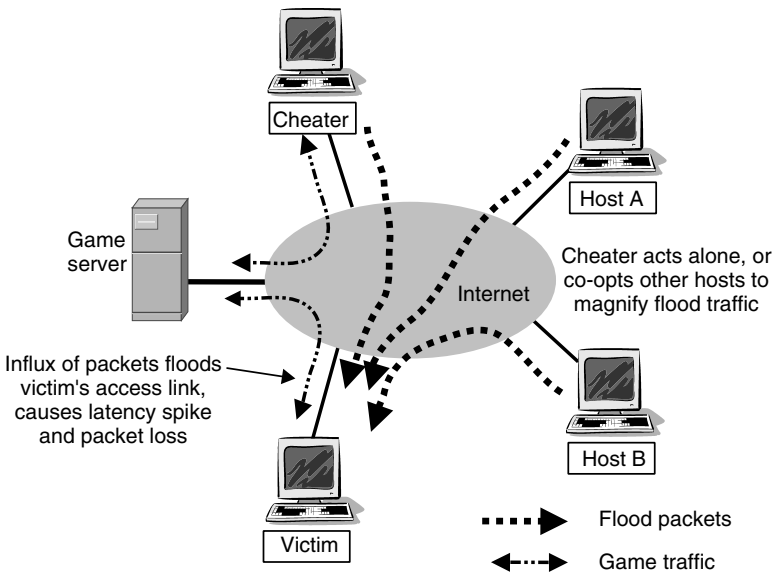 Cheater
Host A
Game
server
Cheater acts alone, or
co-opts other hosts to
magnify flood traffic
Internet
Influx of packets floods
victim's access link,
causes latency spike
and packet loss
Host B
Victim
Flood packets
Game traffic